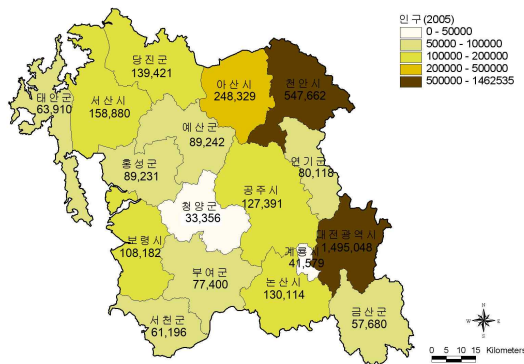 인구(2005)
0 - 50000
50000 - 100000
100000 - 200000
200000 - 500000
500000 - 1462535
당진군
139,421
아산시
248,329
천안시
547,662
태안군
63,910
서산시
158,880
예산군
89,242
홍성군
89,231
연기군
80,118
공주시
127,391
청양군
33,356
보령시
108,182
계룡시
41,579
대전광역시
1,495,048
부여군
77,400
논산시
130,114
서천군
61,196
금산군
57,680
N
W E
S
0 5 10 15 Kilometers